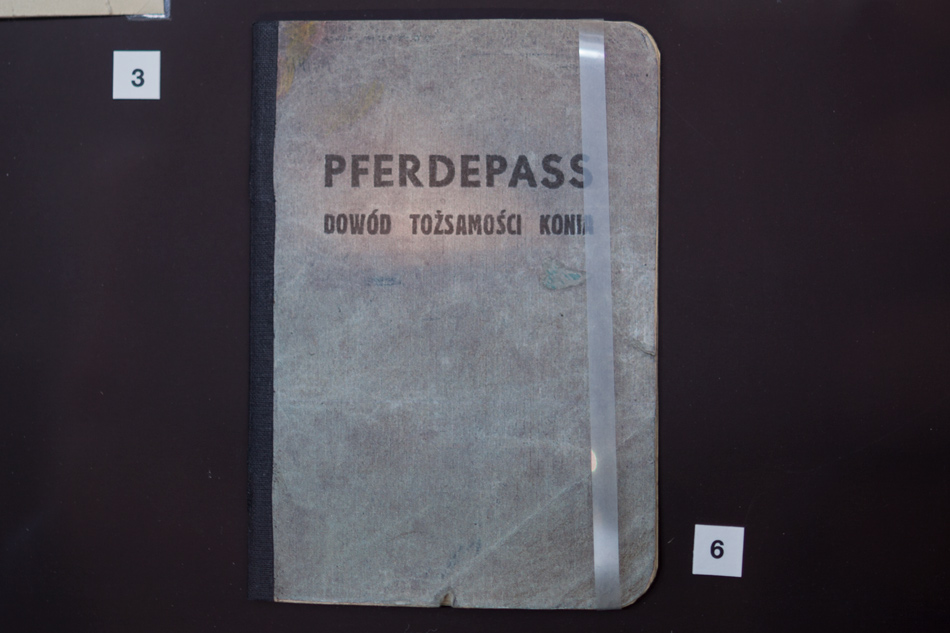 3
PFERDEPASS
DOWÓD TOŻSAMOŚCI KONIA
6